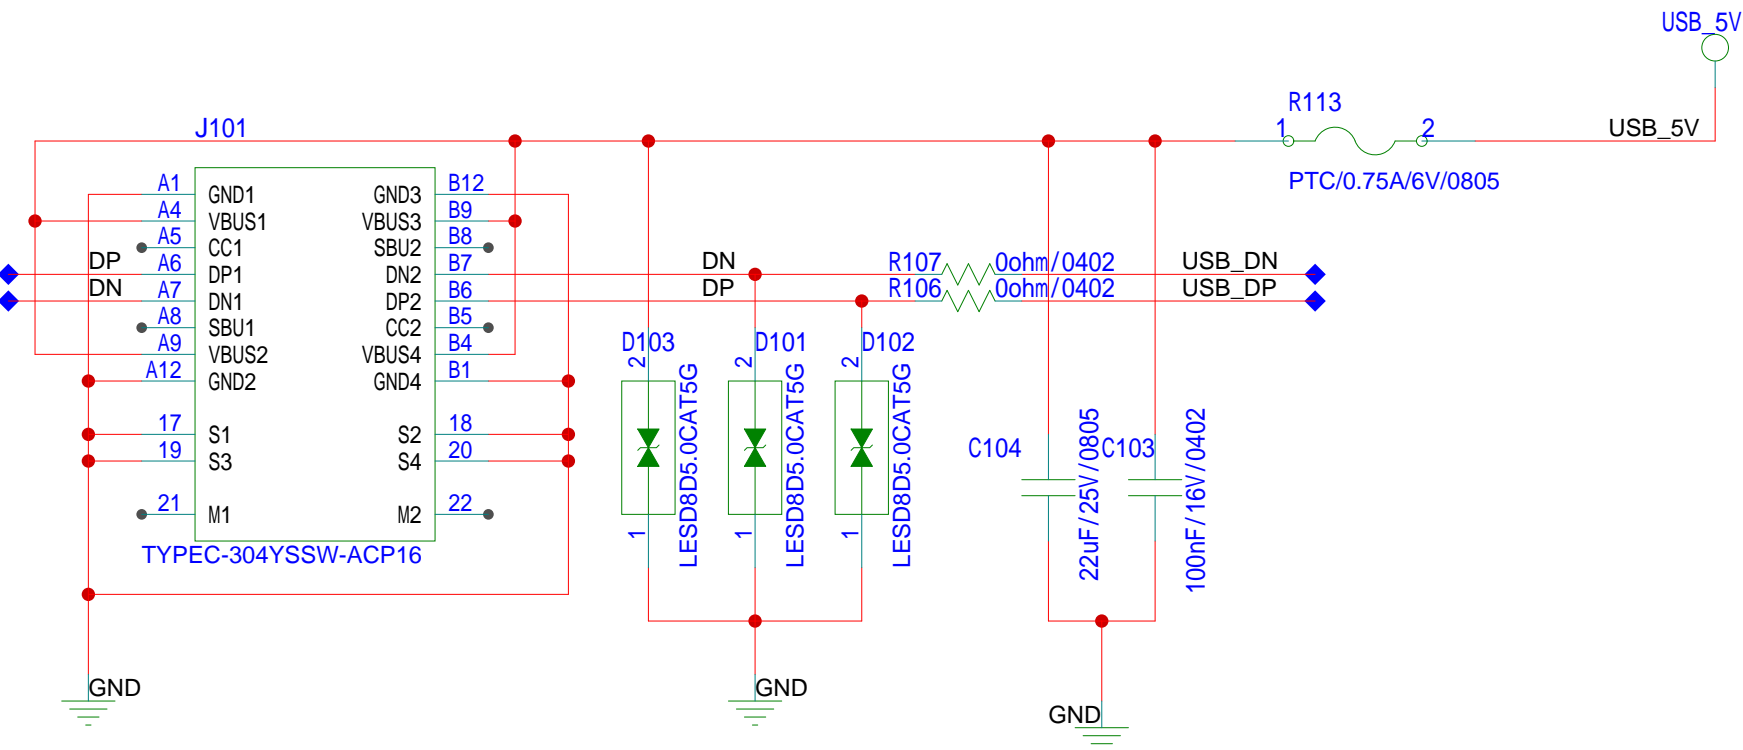 USB_5V
R113
1
2
USB_5V
PTC/0.75A/6V/0805
J101
A1
GND1
GND3
B12
A4
VBUS1
VBUS3
B9
A5
CC1
SBU2
B8
DP
A6
DP1
DN2
B7
DN
R107
0ohm/0402
USB_DN
DN
A7
DN1
DP2
B6
DP
R106
0ohm/0402
USB_DP
A8
SBU1
CC2
B5
A9
VBUS2
VBUS4
B4
A12
GND2
GND4
B1
17
S1
S2
18
19
S3
S4
20
21
M1
M2
22
TYPEC-304YSSW-ACP16
D103
2
1
LESD8D5.0CAT5G
D101
2
1
LESD8D5.0CAT5G
D102
2
1
LESD8D5.0CAT5G
C104
22uF/25V/0805
C103
100nF/16V/0402
GND
GND
GND